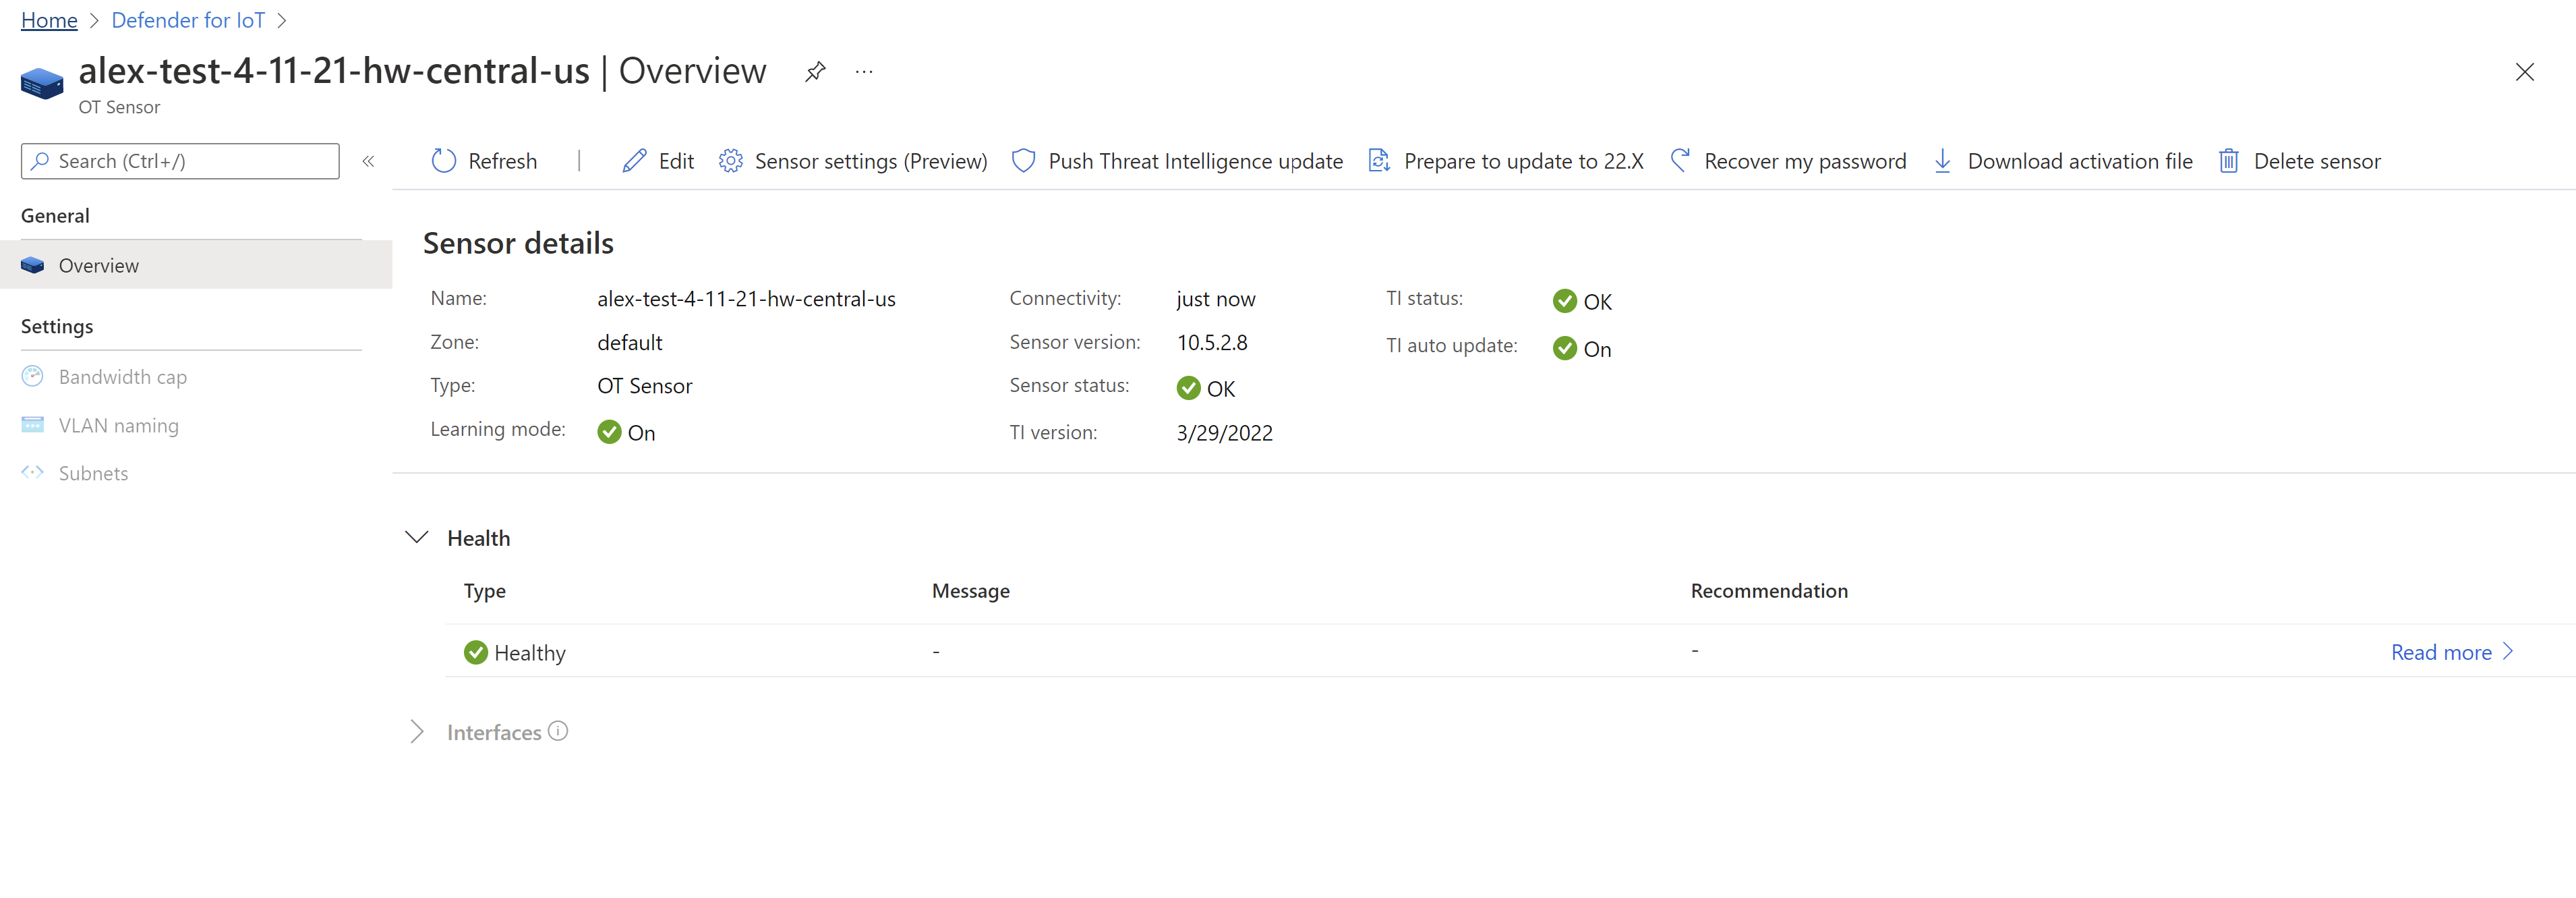 Home > Defender for IoT >
alex-test-4-11-21-hw-central-us | Overview ...
OT Sensor
Search (Ctrl+/) «
Refresh | Edit Sensor settings (Preview) Push Threat Intelligence update Prepare to update to 22.X Recover my password Download activation file Delete sensor
General
Overview
Settings
Bandwidth cap
VLAN naming
Subnets
Sensor details
Name: alex-test-4-11-21-hw-central-us
Zone: default
Type: OT Sensor
Learning mode: On
Connectivity: just now
Sensor version: 10.5.2.8
Sensor status: OK
TI version: 3/29/2022
TI status: OK
TI auto update: On
Health
Type Message Recommendation
Healthy - - Read more >
Interfaces